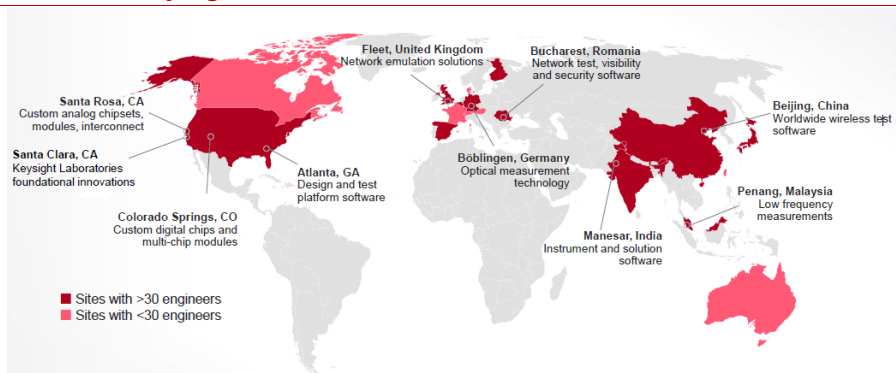 Fleet, United Kingdom
Network emulation solutions
Bucharest, Romania
Network test, visibility
and security software
Santa Rosa, CA
Custom analog chipsets,
modules, interconnect
Santa Clara, CA
Keysight Laboratories
foundational innovations
Colorado Springs, CO
Custom digital chips and
multi-chip modules
Atlanta, GA
Design and test
platform software
Böblingen, Germany
Optical measurement
technology
Beijing, China
Worldwide wireless test
software
Penang, Malaysia
Low frequency
measurements
Manesar, India
Instrument and solution
software
Sites with >30 engineers
Sites with <30 engineers